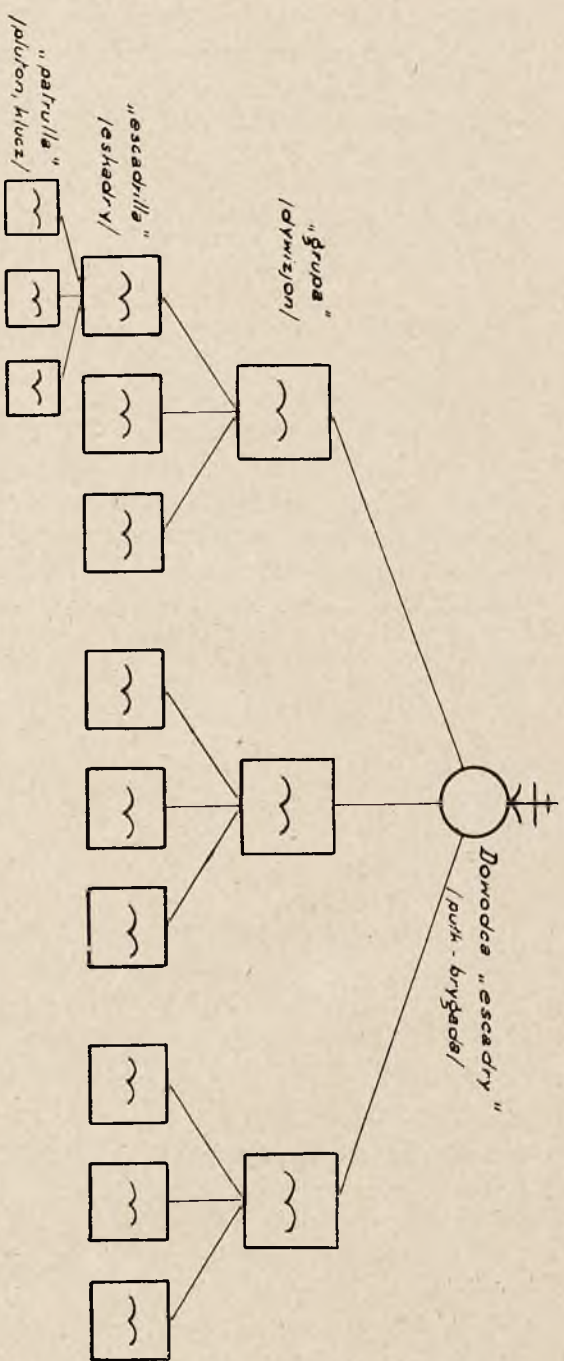 Dowodca „escadry"
/pułk - brygada/
„grupa"
/dywizjon/
„escadrilla"
/eskadry/
„patrulla"
/pluton, klucz/